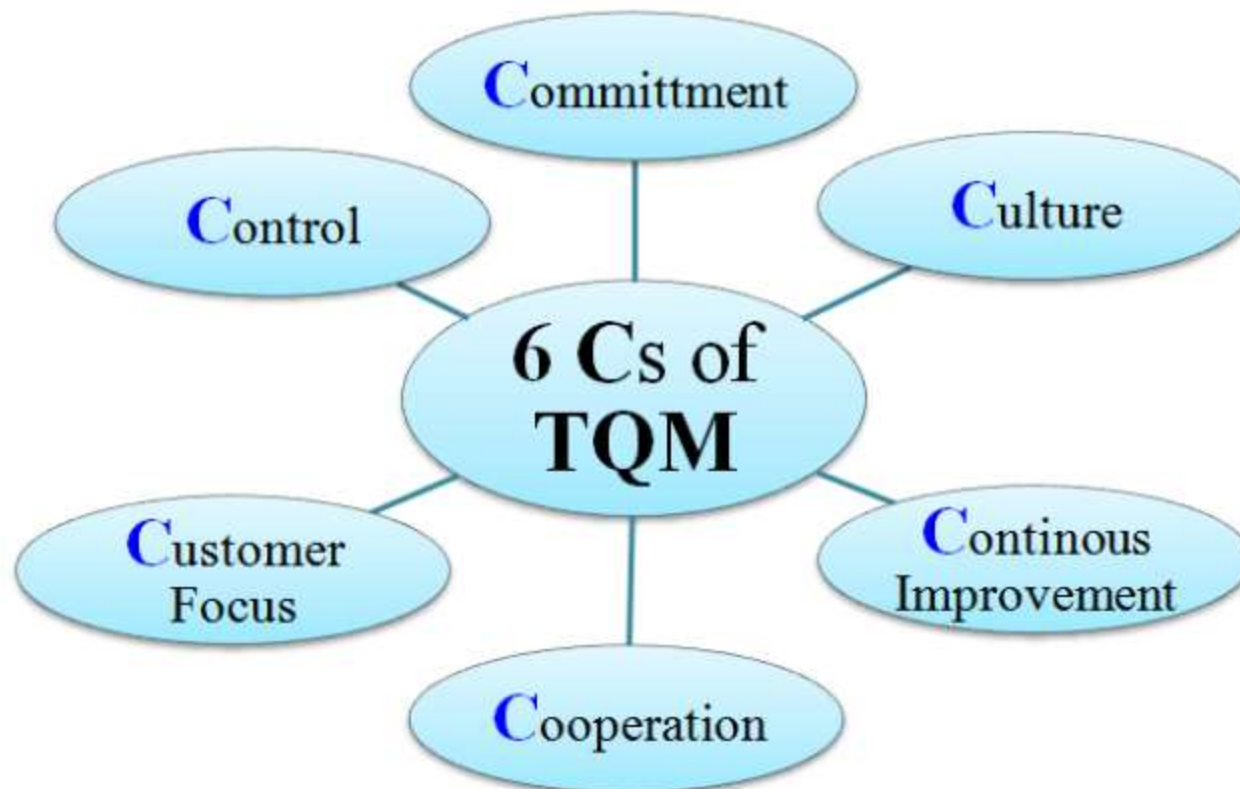 Committment
Control
Culture
6 Cs of
TQM
Customer
Focus
Continous
Improvement
Cooperation